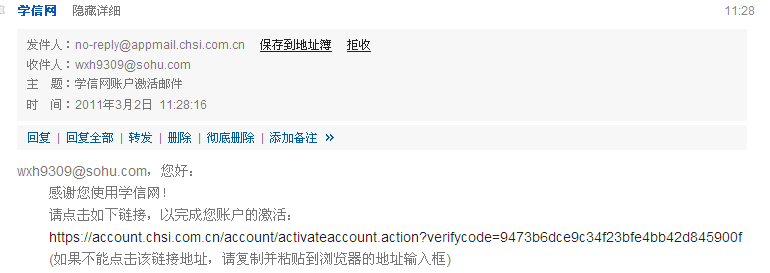 学信网 隐藏详细 11:28
发件人：no-reply@appmail.chsi.com.cn 保存到地址簿 拒收
收件人：wxh9309@sohu.com
主 题：学信网账户激活邮件
时 间：2011年3月2日 11:28:16
回复 | 回复全部 | 转发 | 删除 | 彻底删除 | 添加备注 »
wxh9309@sohu.com，您好：
感谢您使用学信网！
请点击如下链接，以完成您账户的激活：
https://account.chsi.com.cn/account/activateaccount.action?verifycode=9473b6dce9c34f23bfe4bb42d845900f
(如果不能点击该链接地址，请复制并粘贴到浏览器的地址输入框)